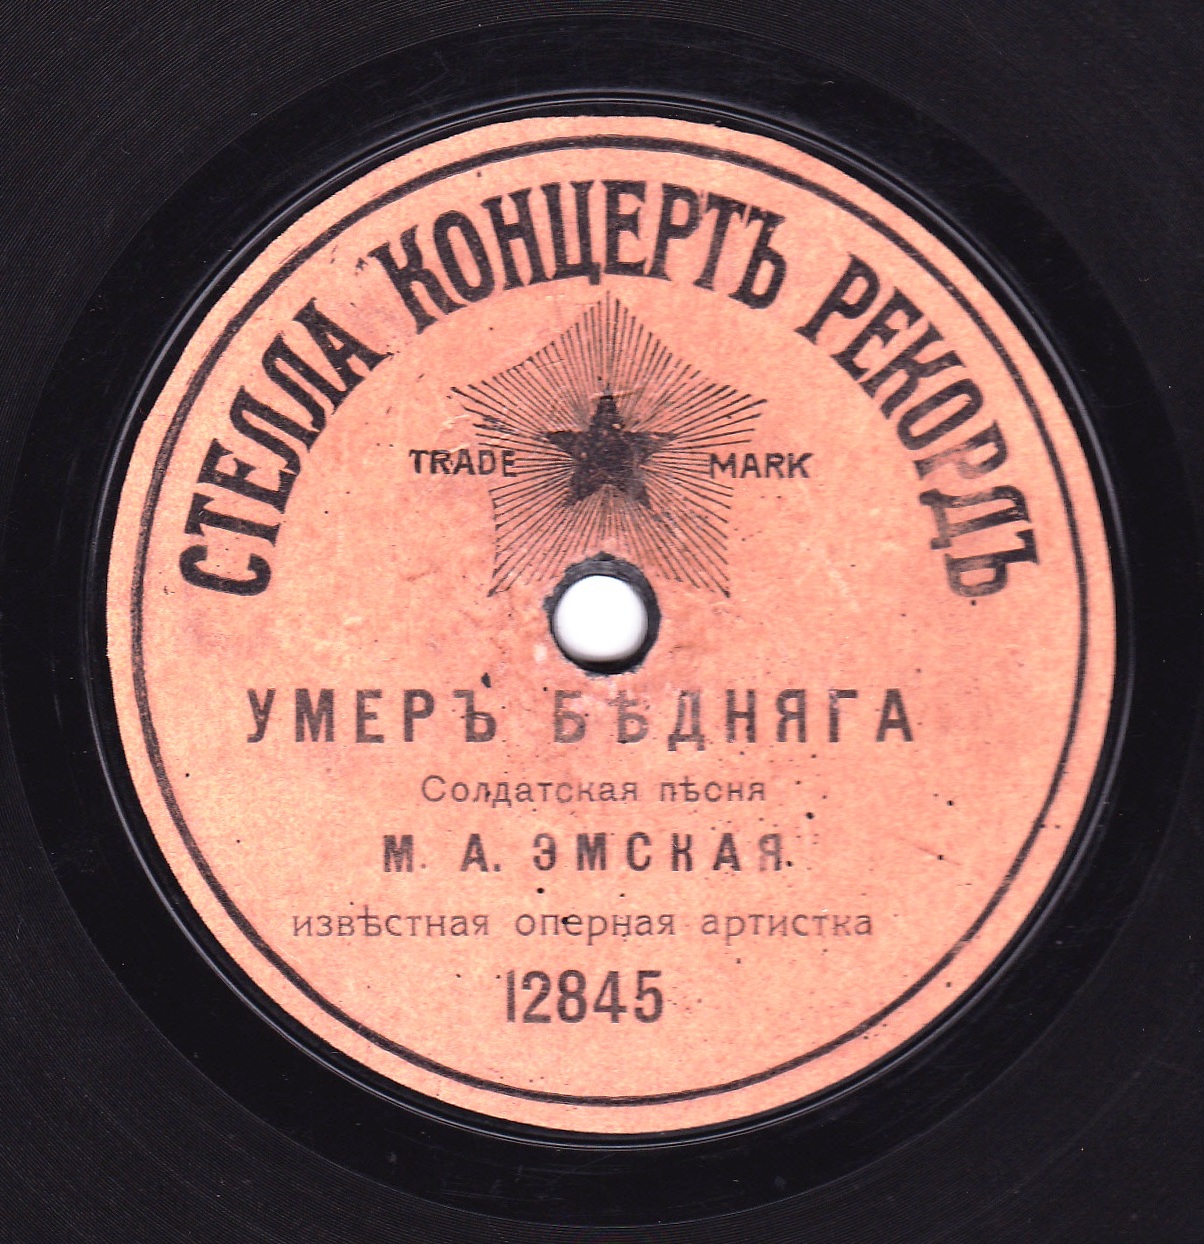 СТЕЛЛА КОНЦЕРТЪ РЕКОРДЪ
TRADE MARK
УМЕРЪ БѢДНЯГА
Солдатская пѣсня
М. А. ЭМСКАЯ.
извѣстная оперная артистка
12845